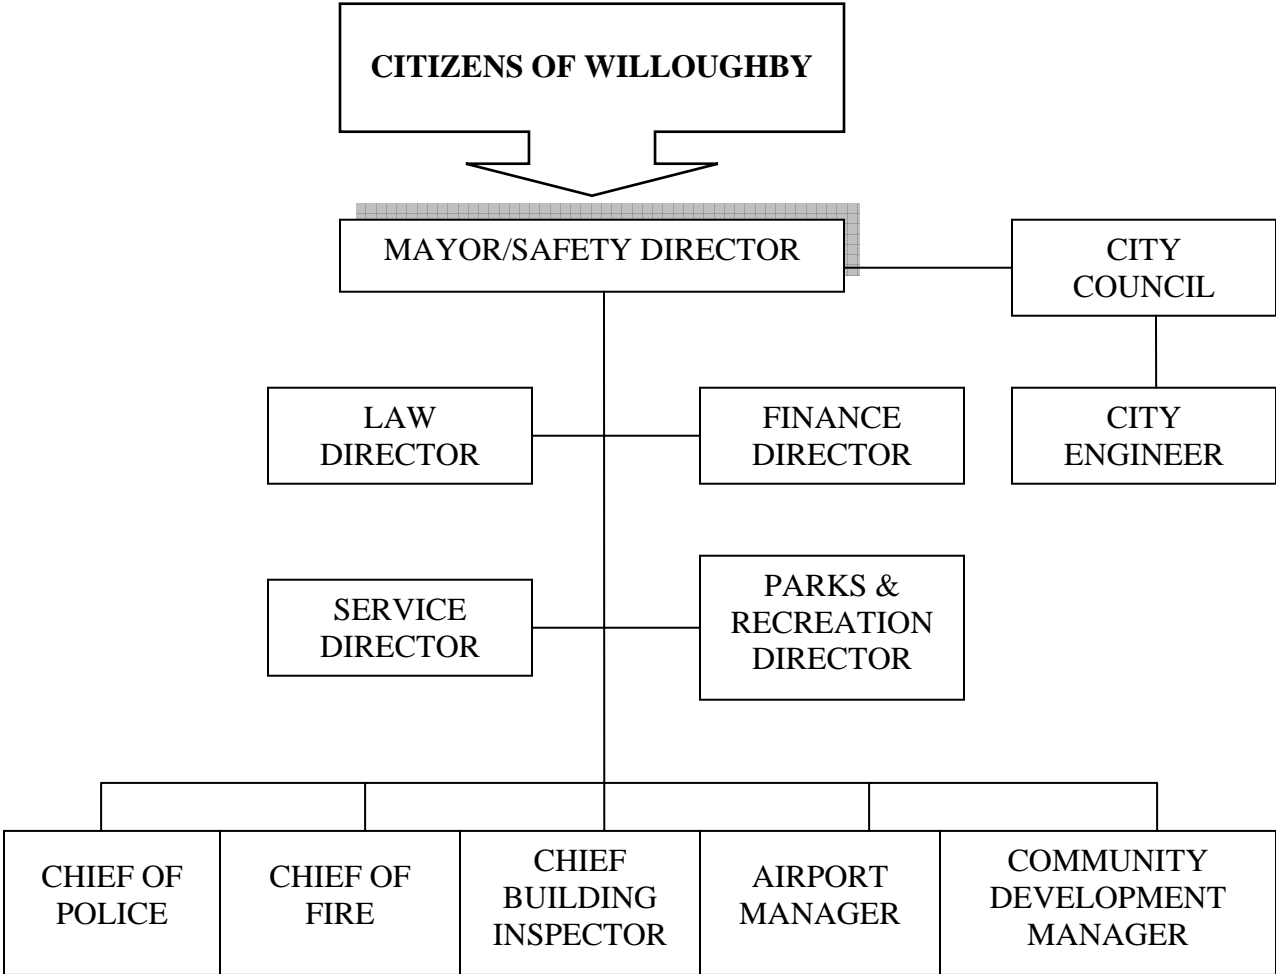 CITIZENS OF WILLOUGHBY
MAYOR/SAFETY DIRECTOR
CITY
COUNCIL
LAW
DIRECTOR
FINANCE
DIRECTOR
CITY
ENGINEER
SERVICE
DIRECTOR
PARKS &
RECREATION
DIRECTOR
CHIEF OF
POLICE
CHIEF OF
FIRE
CHIEF
BUILDING
INSPECTOR
AIRPORT
MANAGER
COMMUNITY
DEVELOPMENT
MANAGER